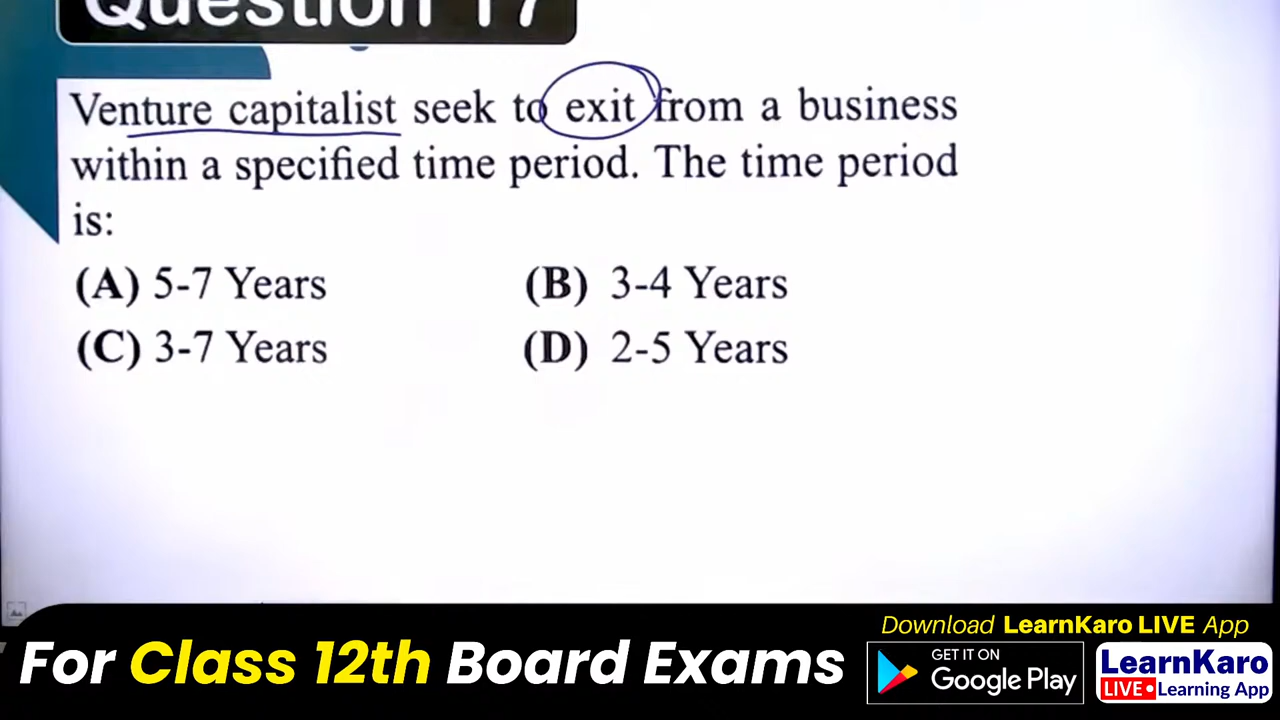 Question 17
Venture capitalist seek to exit from a business
within a specified time period. The time period
is:
(A) 5-7 Years (B) 3-4 Years
(C) 3-7 Years (D) 2-5 Years
Download LearnKaro LIVE App
For Class 12th Board Exams
GET IT ON
Google Play
LearnKaro
LIVE Learning App